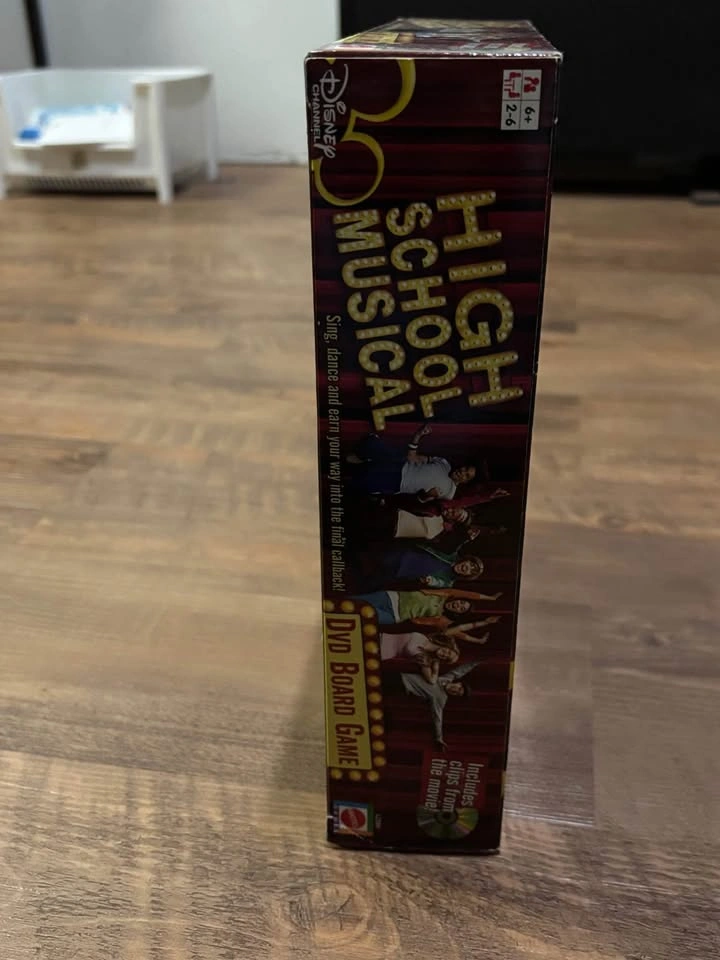 Disney
CHANNEL
6+
2-6
HIGH
SCHOOL
MUSICAL
Sing, dance and earn your way into the final callback!
DVD BOARD GAME
Includes
clips from
the movie!